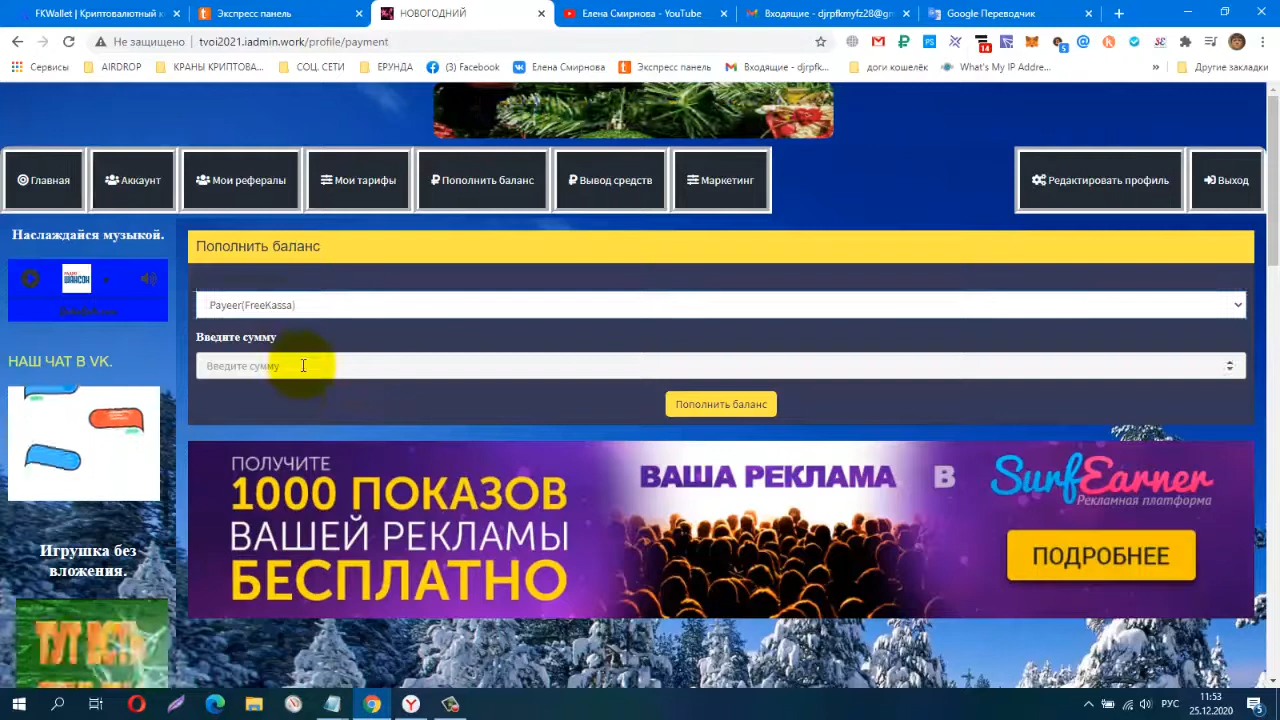 FKWallet | Криптовалютный к
Экспресс панель
НОВОГОДНИЙ
Елена Смирнова - YouTube
Входящие - djrpfkmyfz28@gm
Google Переводчик
Не защищено | tvoi2021.iadmin.work/profile/payment
14
5
Сервисы
AIRDROP
КРАНЫ КРИПТОВА...
СОЦ. СЕТИ
ЕРУНДА
(3) Facebook
Елена Смирнова
Экспресс панель
Входящие - djrpfk...
доги кошелёк
What's My IP Addre...
»
Другие закладки
Главная
Аккаунт
Мои рефералы
Мои тарифы
Пополнить баланс
Вывод средств
Маркетинг
Редактировать профиль
Выход
Наслаждайся музыкой.
ШАНСОН
НАШ ЧАТ В VK.
Игрушка без
вложения.
Пополнить баланс
Payeer(FreeKassa)
Введите сумму
Введите сумму
Пополнить баланс
ПОЛУЧИТЕ
1000 ПОКАЗОВ
ВАШЕЙ РЕКЛАМЫ
БЕСПЛАТНО
ВАША РЕКЛАМА В
SurfEarner
Рекламная платформа
ПОДРОБНЕЕ
РУС
11:53
25.12.2020
5